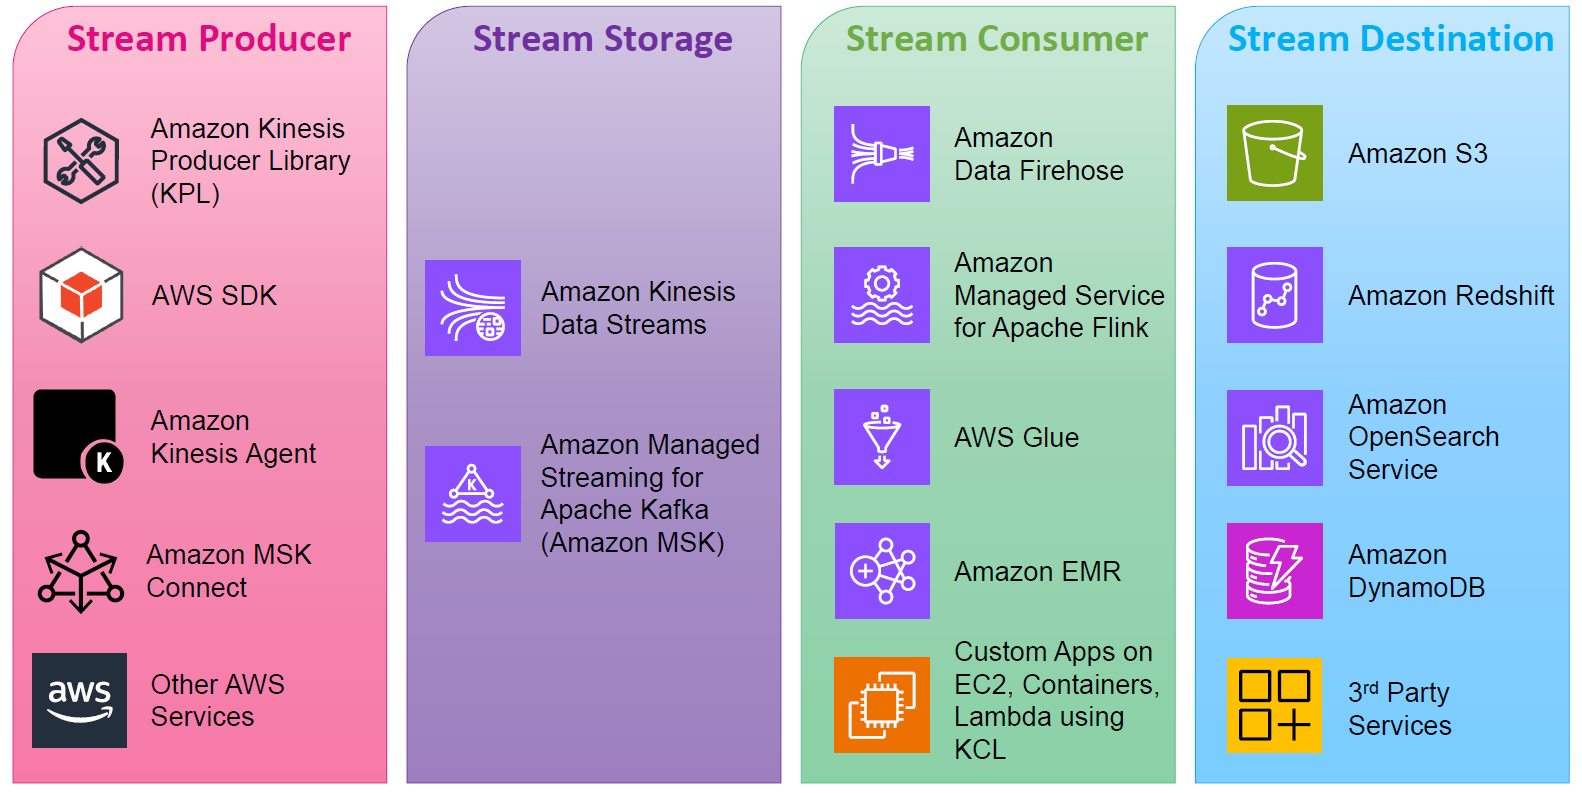 Stream Producer
Amazon Kinesis
Producer Library
(KPL)
AWS SDK
Amazon
Kinesis Agent
K
Amazon MSK
Connect
aws
Other AWS
Services
Stream Storage
Amazon Kinesis
Data Streams
K
Amazon Managed
Streaming for
Apache Kafka
(Amazon MSK)
Stream Consumer
Amazon
Data Firehose
Amazon
Managed Service
for Apache Flink
AWS Glue
Amazon EMR
Custom Apps on
EC2, Containers,
Lambda using
KCL
Stream Destination
Amazon S3
Amazon Redshift
Amazon
OpenSearch
Service
Amazon
DynamoDB
3rd Party
Services